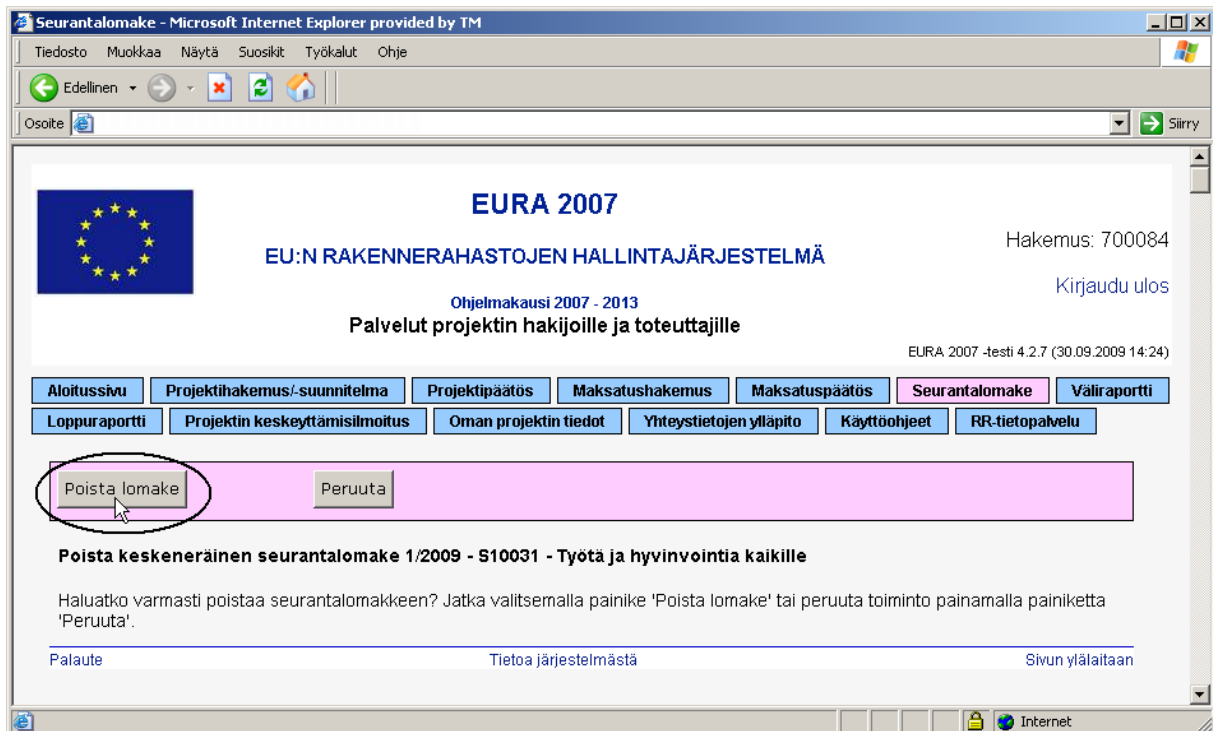 Seurantalomake - Microsoft Internet Explorer provided by TM
Tiedosto Muokkaa Näytä Suosikit Työkalut Ohje
Edellinen
Osoite Siirry
EURA 2007
EU:N RAKENNERAHASTOJEN HALLINTAJÄRJESTELMÄ
Hakemus: 700084
Kirjaudu ulos
Ohjelmakausi 2007 - 2013
Palvelut projektin hakijoille ja toteuttajille
EURA 2007 -testi 4.2.7 (30.09.2009 14:24)
Aloitussivu Projektihakemus/-suunnitelma Projektipäätös Maksatushakemus Maksatuspäätös Seurantalomake Väliraportti
Loppuraportti Projektin keskeyttämisilmoitus Oman projektin tiedot Yhteystietojen ylläpito Käyttöohjeet RR-tietopalvelu
Poista lomake Peruuta
Poista keskeneräinen seurantalomake 1/2009 - S10031 - Työtä ja hyvinvointia kaikille
Haluatko varmasti poistaa seurantalomakkeen? Jatka valitsemalla painike 'Poista lomake' tai peruuta toiminto painamalla painiketta
'Peruuta'.
Palaute Tietoa järjestelmästä Sivun ylälaitaan
Internet